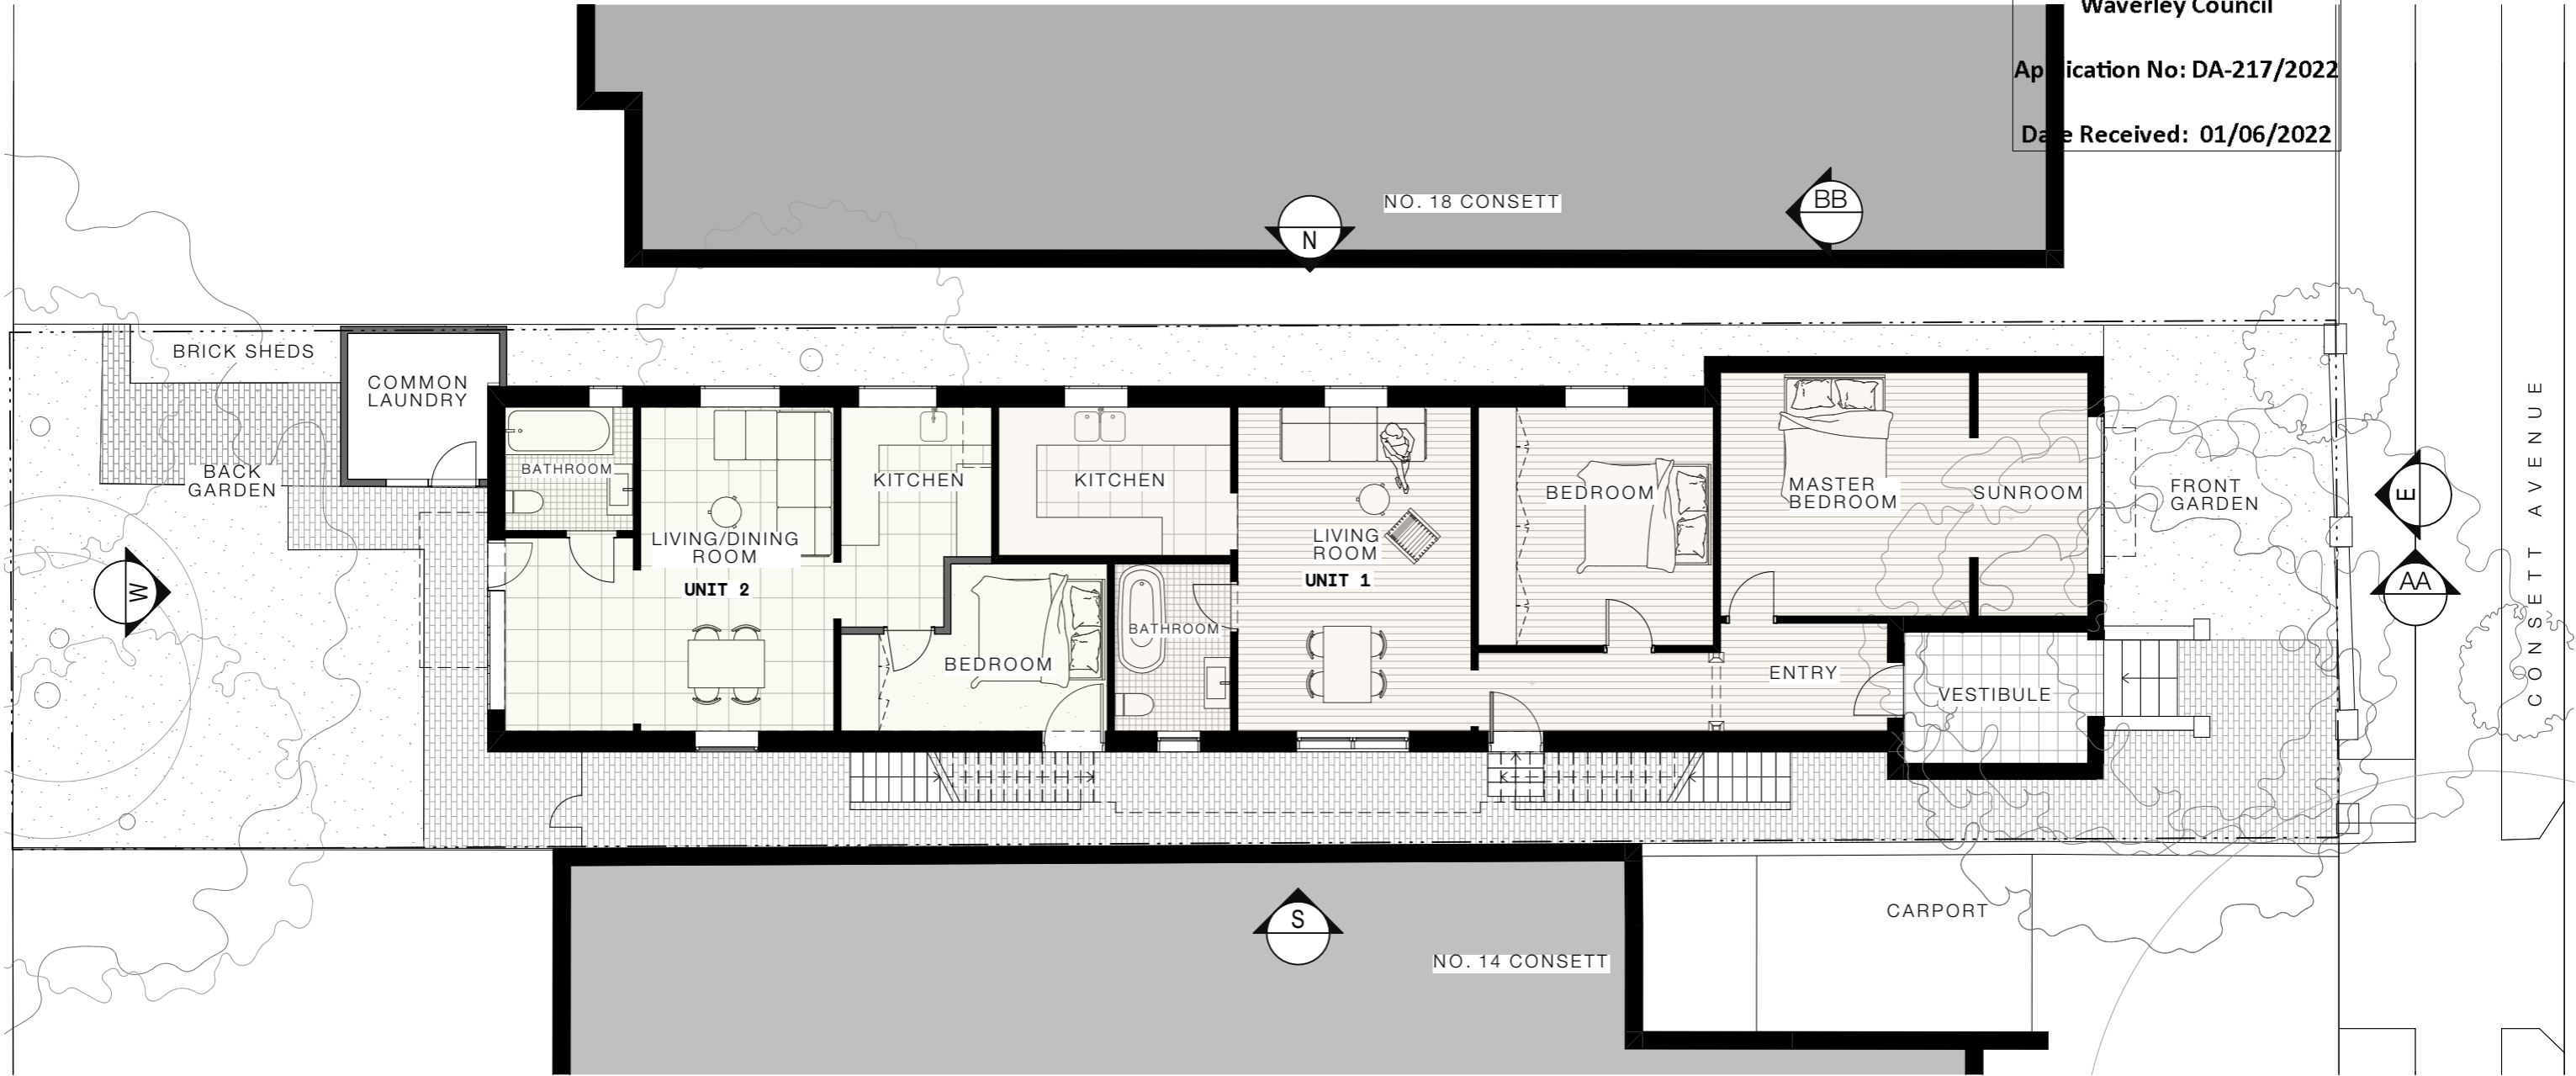 Waverley Council
Application No: DA-217/2022
Date Received: 01/06/2022
NO. 18 CONSETT
BB
N
BRICK SHEDS
COMMON
LAUNDRY
BACK
GARDEN
BATHROOM
LIVING/DINING
ROOM
UNIT 2
KITCHEN
BEDROOM
KITCHEN
BATHROOM
LIVING
ROOM
UNIT 1
BEDROOM
MASTER
BEDROOM
SUNROOM
ENTRY
VESTIBULE
FRONT
GARDEN
W
E
AA
CONSETT AVENUE
S
NO. 14 CONSETT
CARPORT